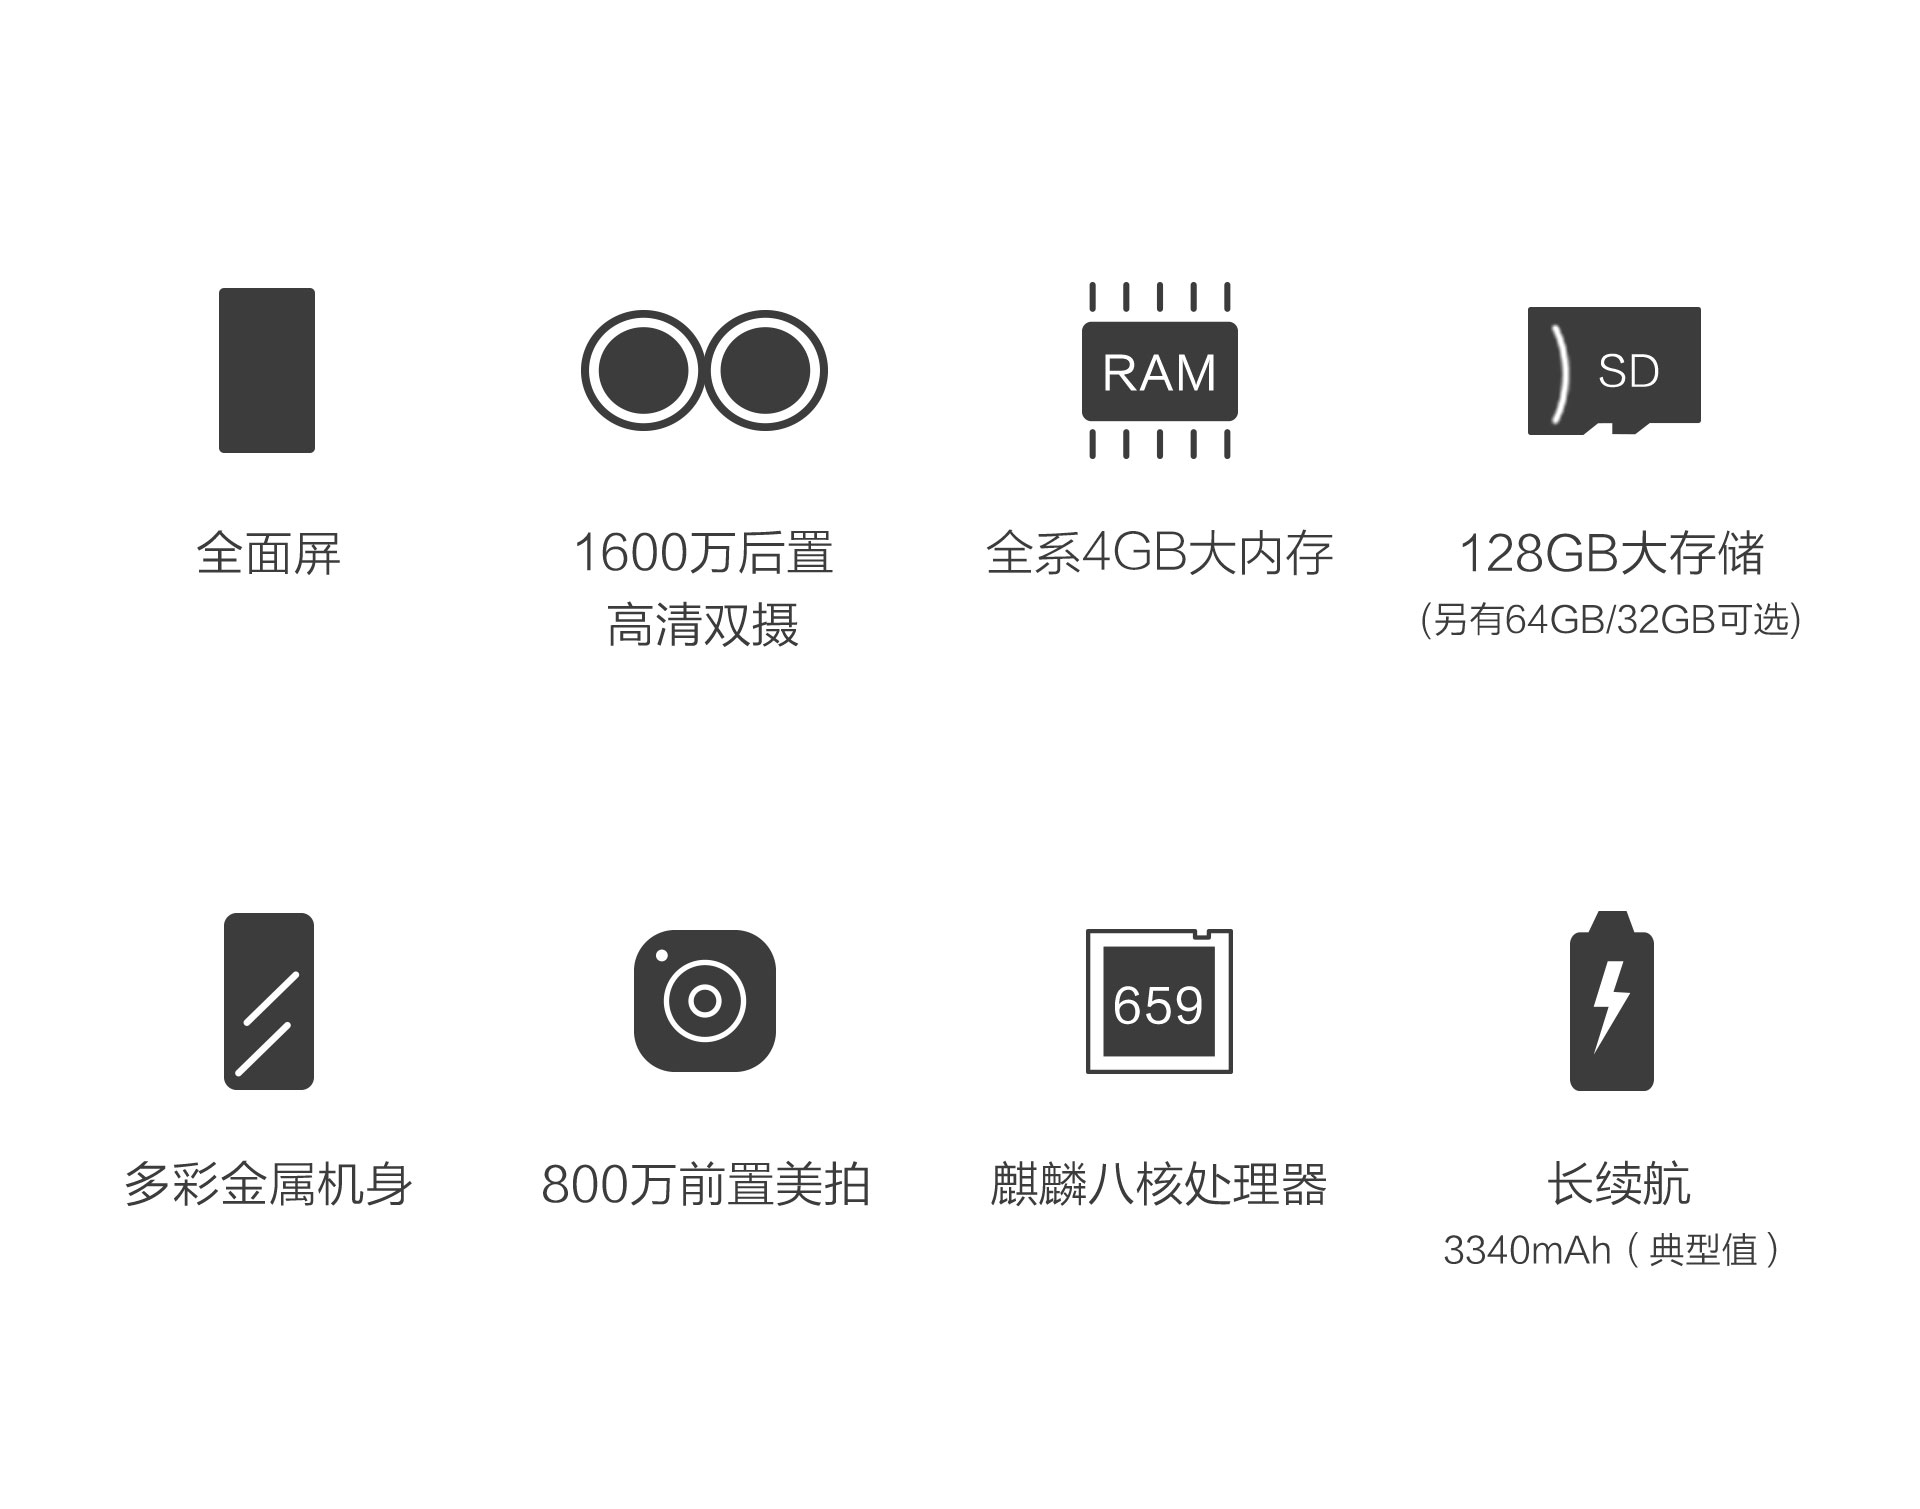 RAM
SD
全面屏
1600万后置
高清双摄
全系4GB大内存
128GB大存储
(另有64GB/32GB可选)
659
多彩金属机身
800万前置美拍
麒麟八核处理器
长续航
3340mAh（典型值）